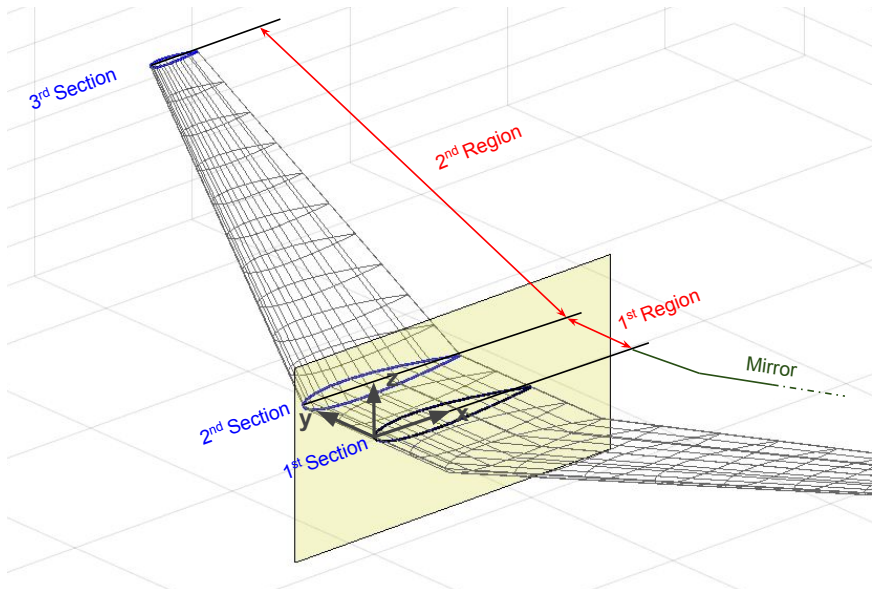 3rd Section
2nd Region
1st Region
Mirror
z
x
y
2nd Section
1st Section